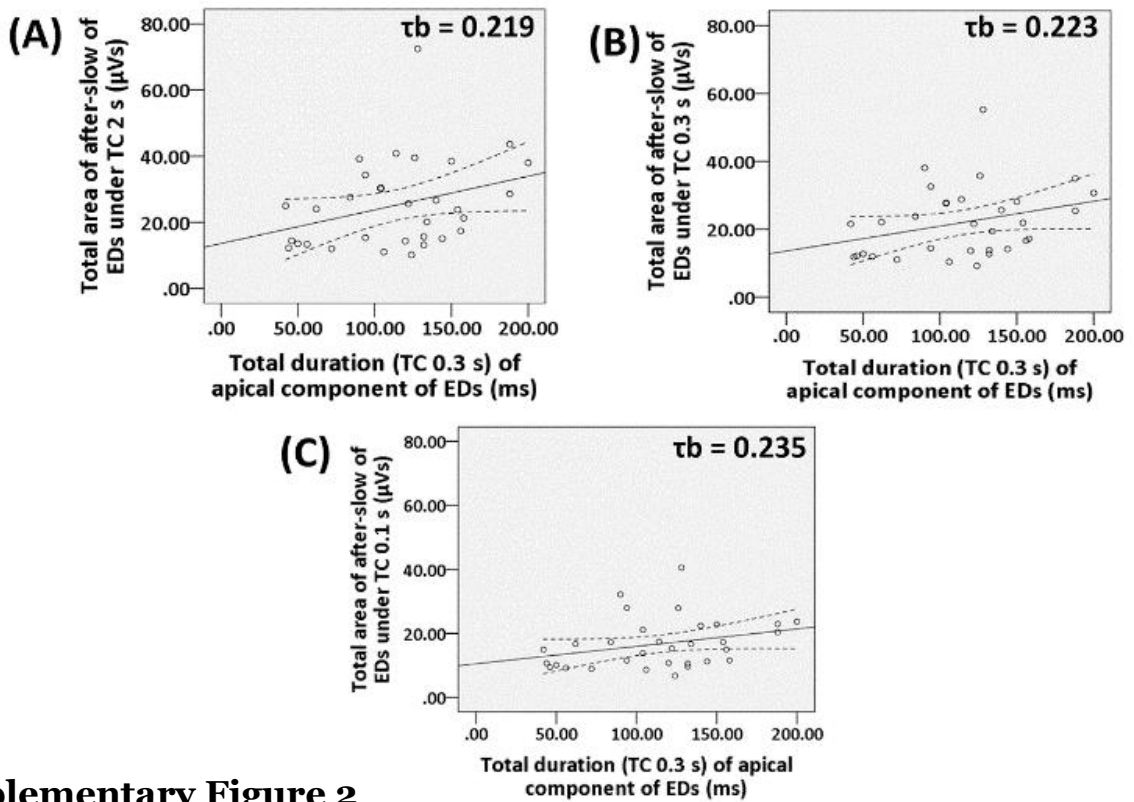 (A)
τb = 0.219
Total area of after-slow of
EDs under TC 2 s (µVs)
80.00
60.00
40.00
20.00
.00
.00 50.00 100.00 150.00 200.00
Total duration (TC 0.3 s) of
apical component of EDs (ms)
(B)
τb = 0.223
Total area of after-slow of
EDs under TC 0.3 s (µVs)
80.00
60.00
40.00
20.00
.00
.00 50.00 100.00 150.00 200.00
Total duration (TC 0.3 s) of
apical component of EDs (ms)
(C)
τb = 0.235
Total area of after-slow of
EDs under TC 0.1 s (µVs)
80.00
60.00
40.00
20.00
.00
.00 50.00 100.00 150.00 200.00
Total duration (TC 0.3 s) of apical
component of EDs (ms)
plementary Figure 2